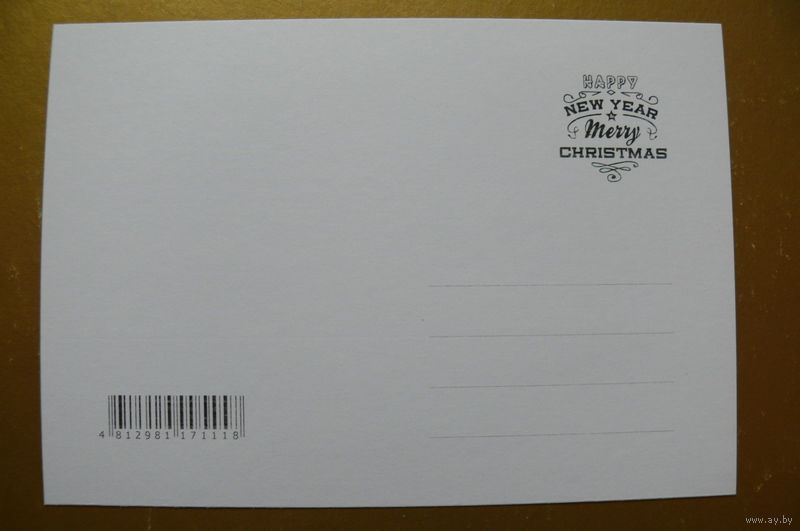 HAPPY
NEW YEAR
Merry
CHRISTMAS
4 812981 171118
www.ay.by